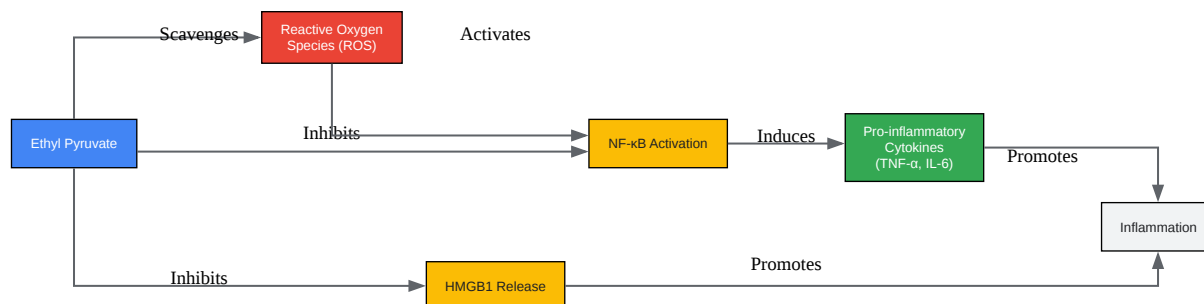 Scavenges
Reactive Oxygen
Species (ROS)
Activates
Ethyl Pyruvate
Inhibits
NF-κB Activation
Induces
Pro-inflammatory
Cytokines
(TNF-α, IL-6)
Promotes
Inflammation
Inhibits
HMGB1 Release
Promotes